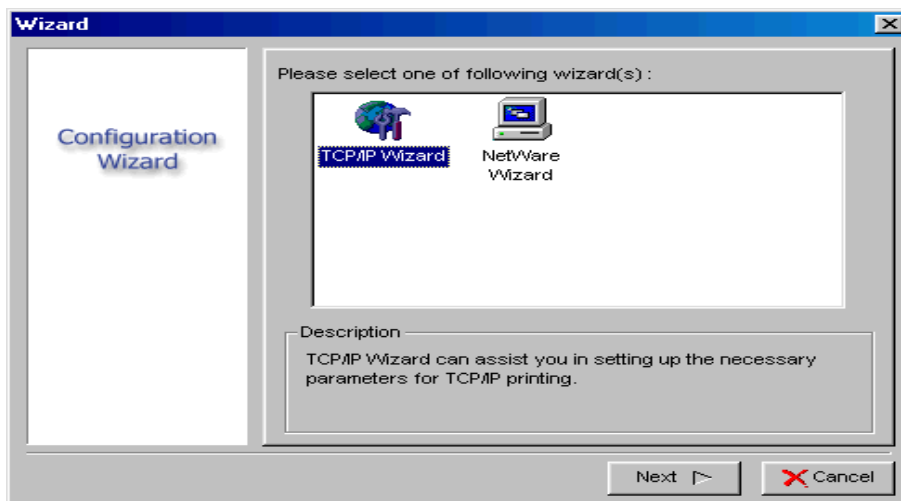 Wizard
Configuration
Wizard
Please select one of following wizard(s) :
TCP/IP Wizard
NetWare
Wizard
Description
TCP/IP Wizard can assist you in setting up the necessary
parameters for TCP/IP printing.
Next
Cancel